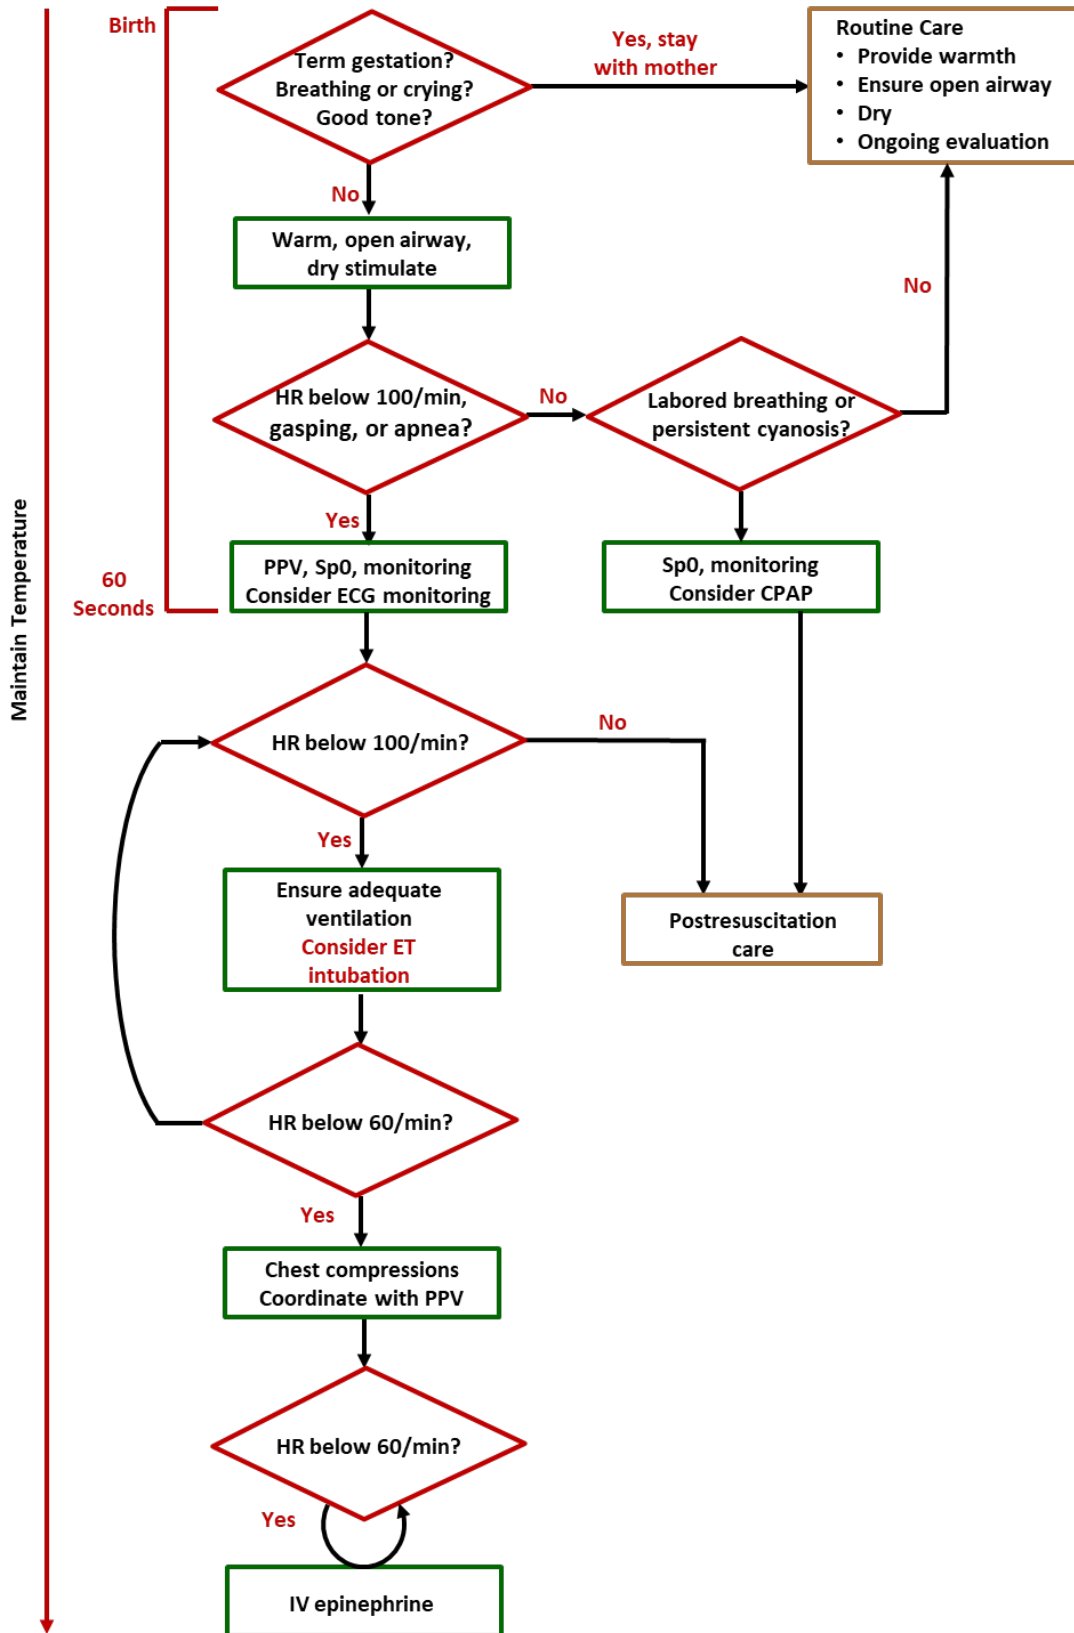 Birth
Term gestation?
Breathing or crying?
Good tone?
Yes, stay
with mother
Routine Care
• Provide warmth
• Ensure open airway
• Dry
• Ongoing evaluation
No
Warm, open airway,
dry stimulate
No
HR below 100/min,
gasping, or apnea?
No
Labored breathing or
persistent cyanosis?
Yes
60
Seconds
PPV, Sp0, monitoring
Consider ECG monitoring
Sp0, monitoring
Consider CPAP
Maintain Temperature
HR below 100/min?
No
Yes
Ensure adequate
ventilation
Consider ET
intubation
Postresuscitation
care
HR below 60/min?
Yes
Chest compressions
Coordinate with PPV
HR below 60/min?
Yes
IV epinephrine